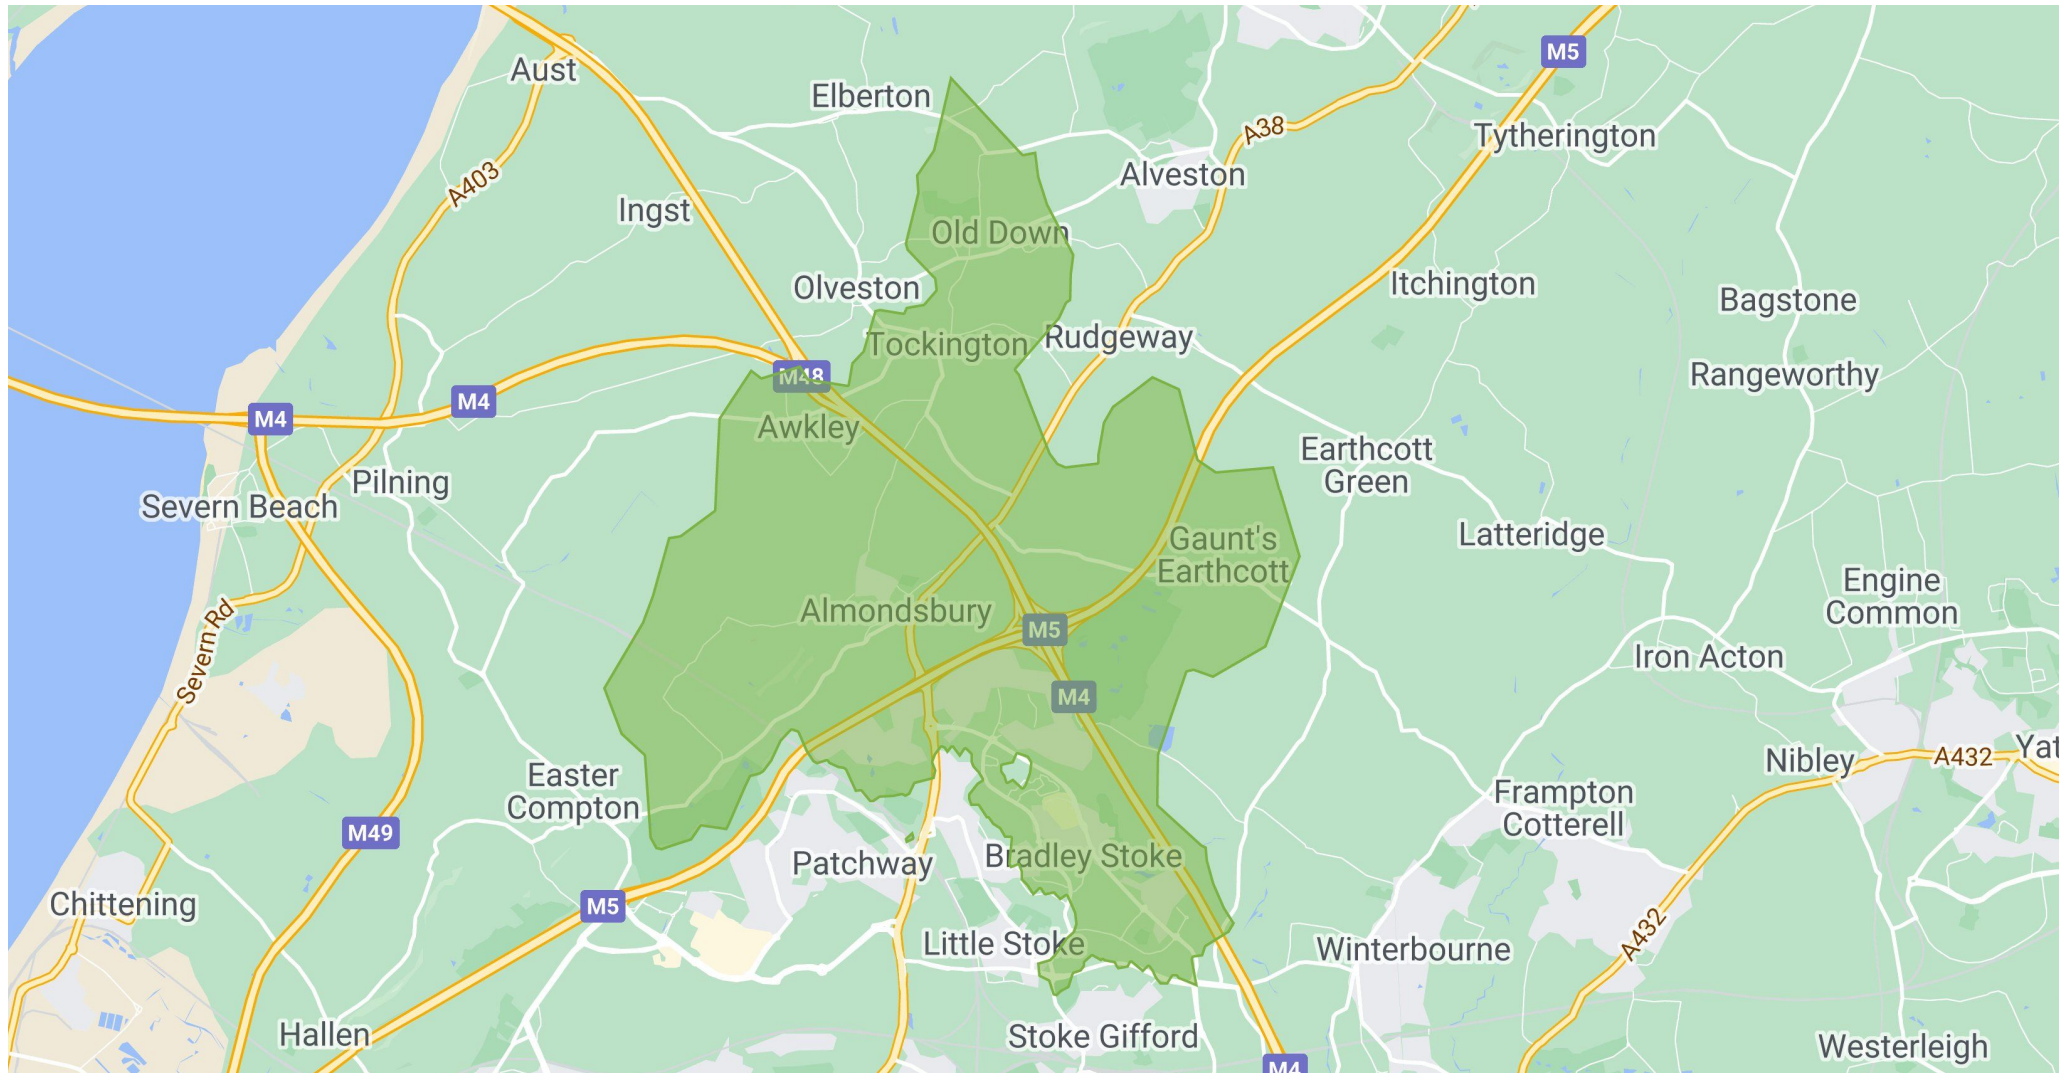 M5
Aust
Elberton
A38
Tytherington
A403
Alveston
Ingst
Old Down
Olveston
Itchington
Bagstone
Tockington
Rudgeway
M48
Rangeworthy
M4
M4
Awkley
Earthcott
Green
Pilning
Severn Beach
Latteridge
Gaunt's
Earthcott
Engine
Common
Almondsbury
M5
Severn Rd
Iron Acton
M4
Yat
Nibley
A432
Easter
Compton
Frampton
Cotterell
M49
Bradley Stoke
Patchway
Chittening
M5
A432
Little Stoke
Winterbourne
Hallen
Stoke Gifford
Westerleigh
M4